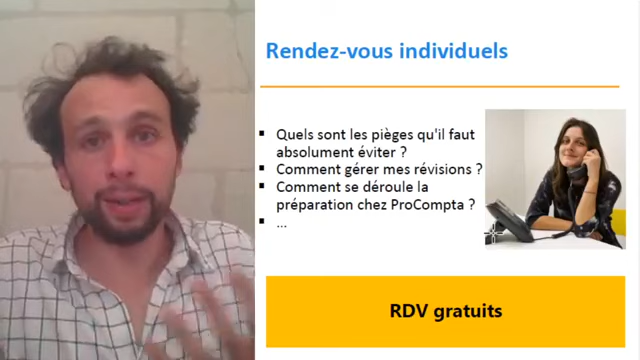 Rendez-vous individuels
▪ Quels sont les pièges qu'il faut
absolument éviter ?
▪ Comment gérer mes révisions ?
▪ Comment se déroule la
préparation chez ProCompta ?
▪ ...
RDV gratuits